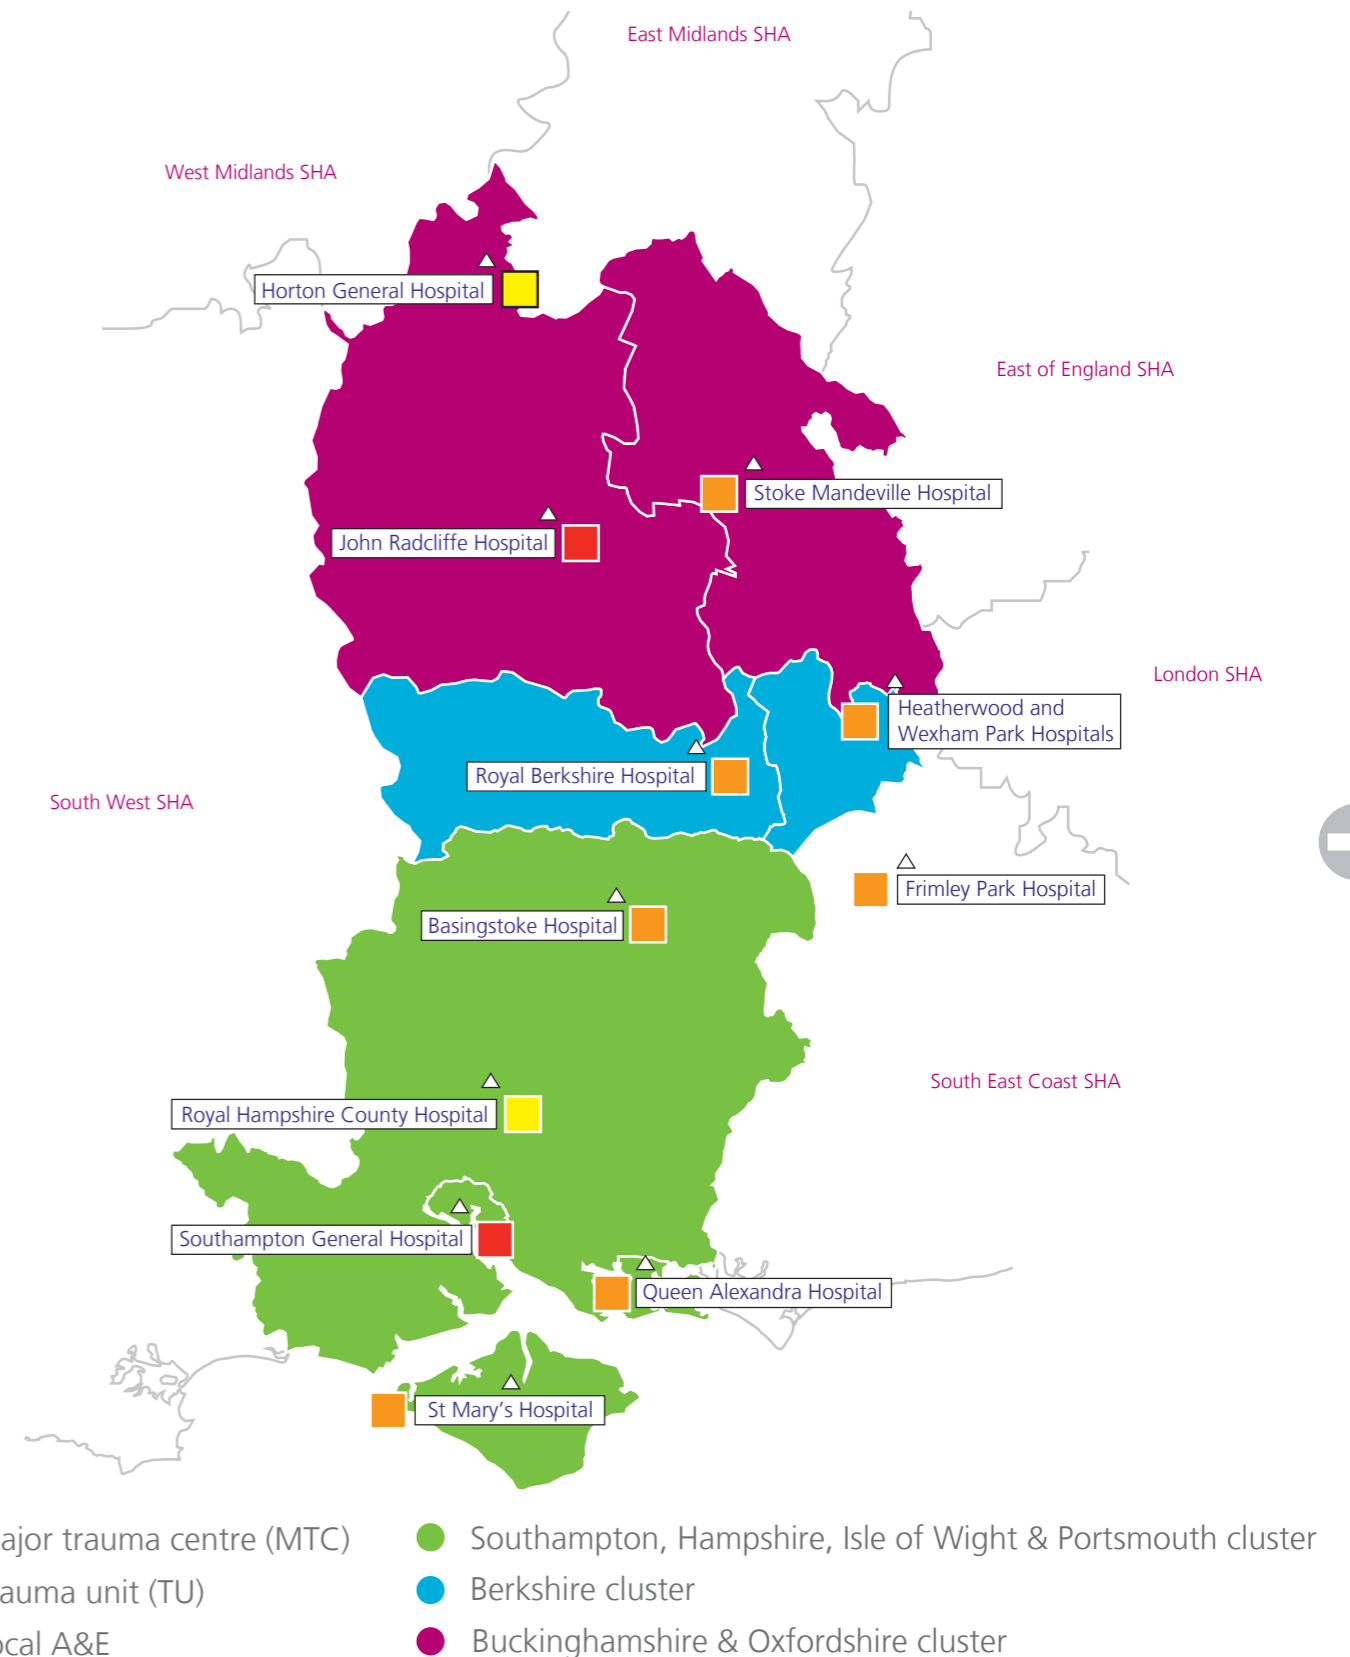 East Midlands SHA
West Midlands SHA
Horton General Hospital
East of England SHA
Stoke Mandeville Hospital
John Radcliffe Hospital
London SHA
Heatherwood and
Wexham Park Hospitals
Royal Berkshire Hospital
South West SHA
Frimley Park Hospital
Basingstoke Hospital
South East Coast SHA
Royal Hampshire County Hospital
Southampton General Hospital
Queen Alexandra Hospital
St Mary's Hospital
ajor trauma centre (MTC)
auma unit (TU)
ocal A&E
Southampton, Hampshire, Isle of Wight & Portsmouth cluster
Berkshire cluster
Buckinghamshire & Oxfordshire cluster